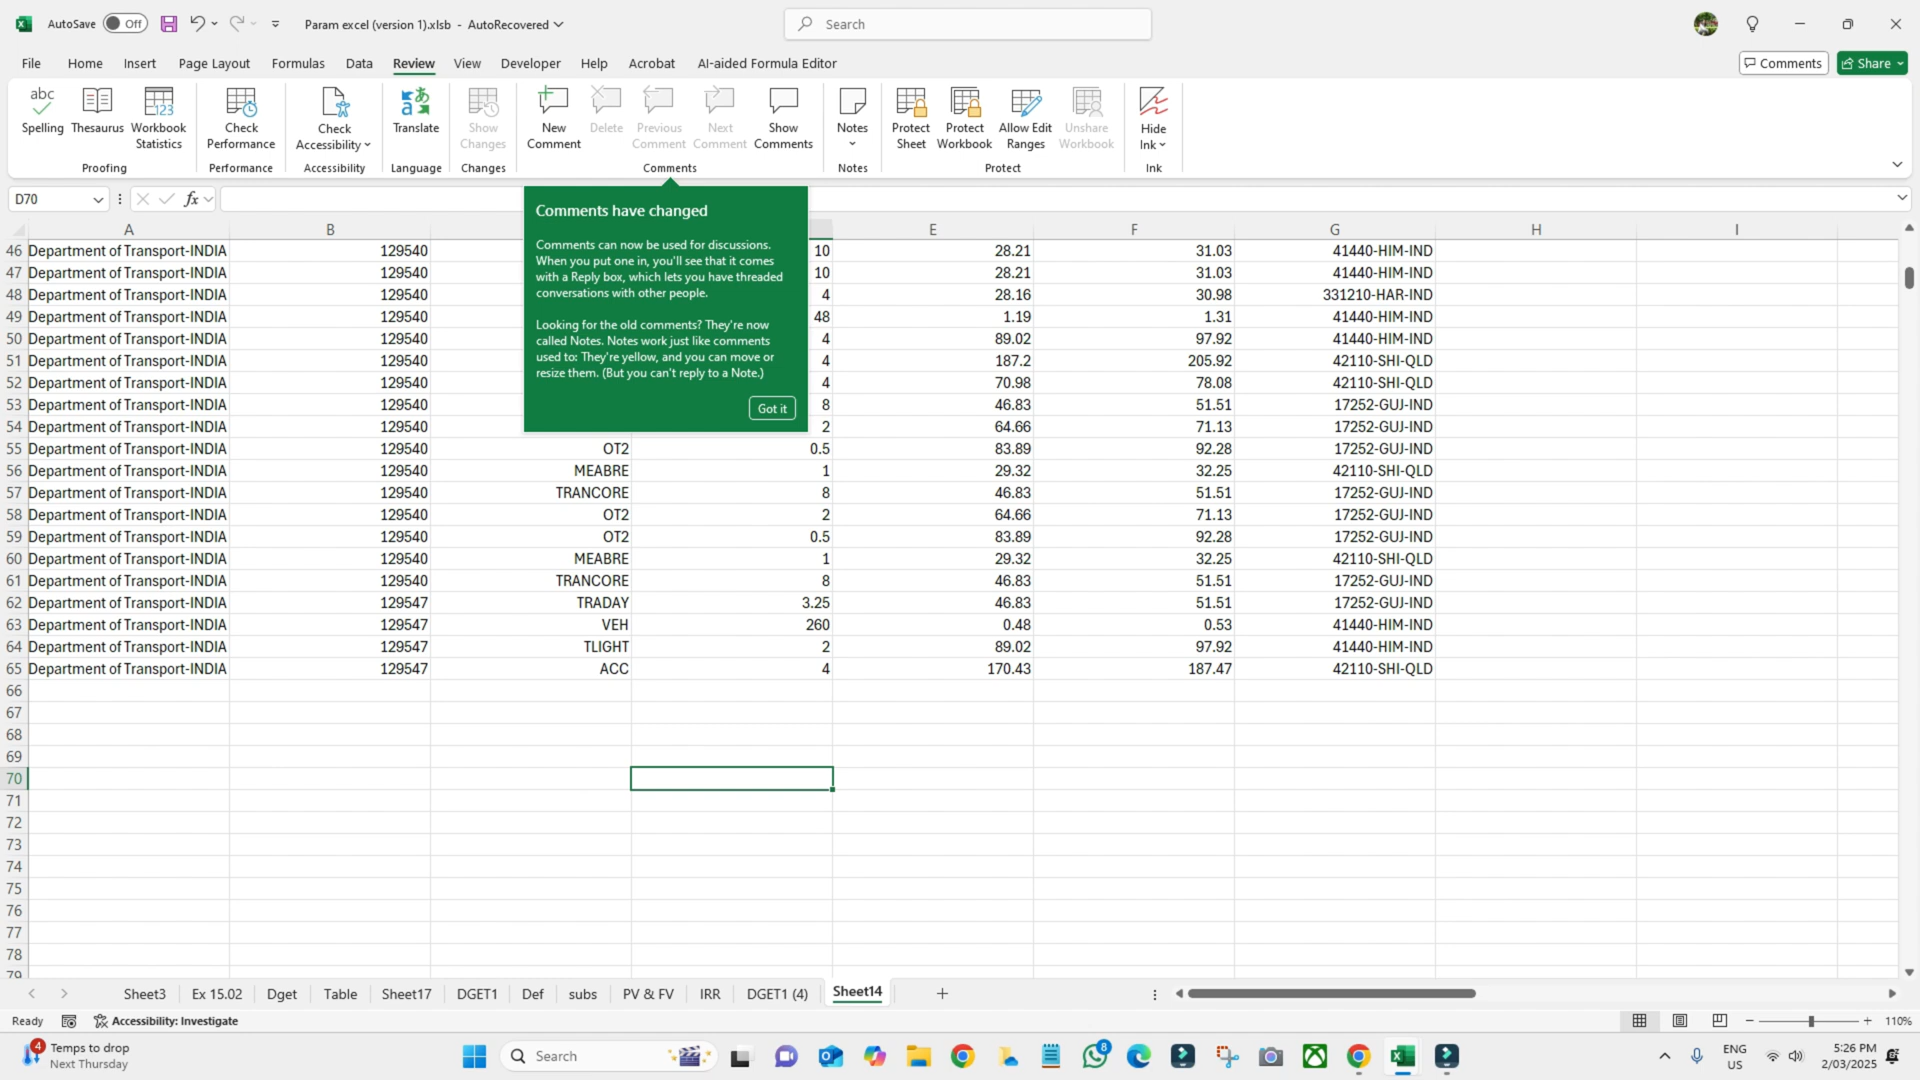 AutoSave Off Param excel (version 1).xlsb - AutoRecovered Search
File Home Insert Page Layout Formulas Data Review View Developer Help Acrobat AI-aided Formula Editor Comments Share
abc
Spelling Thesaurus Workbook Statistics Check Performance Check Accessibility Translate Show Changes New Comment Delete Previous Comment Next Comment Show Comments Notes Protect Sheet Protect Workbook Allow Edit Ranges Unshare Workbook Hide Ink
Proofing Performance Accessibility Language Changes Comments Notes Protect Ink
D70 fx
Comments have changed
Comments can now be used for discussions.
When you put one in, you'll see that it comes
with a Reply box, which lets you have threaded
conversations with other people.
Looking for the old comments? They're now
called Notes. Notes work just like comments
used to: They're yellow, and you can move or
resize them. (But you can't reply to a Note.)
Got it
A B E F G H I
46 Department of Transport-INDIA 129540 10 28.21 31.03 41440-HIM-IND
47 Department of Transport-INDIA 129540 10 28.21 31.03 41440-HIM-IND
48 Department of Transport-INDIA 129540 4 28.16 30.98 331210-HAR-IND
49 Department of Transport-INDIA 129540 48 1.19 1.31 41440-HIM-IND
50 Department of Transport-INDIA 129540 4 89.02 97.92 41440-HIM-IND
51 Department of Transport-INDIA 129540 4 187.2 205.92 42110-SHI-QLD
52 Department of Transport-INDIA 129540 4 70.98 78.08 42110-SHI-QLD
53 Department of Transport-INDIA 129540 8 46.83 51.51 17252-GUJ-IND
54 Department of Transport-INDIA 129540 2 64.66 71.13 17252-GUJ-IND
55 Department of Transport-INDIA 129540 OT2 0.5 83.89 92.28 17252-GUJ-IND
56 Department of Transport-INDIA 129540 MEABRE 1 29.32 32.25 42110-SHI-QLD
57 Department of Transport-INDIA 129540 TRANCORE 8 46.83 51.51 17252-GUJ-IND
58 Department of Transport-INDIA 129540 OT2 2 64.66 71.13 17252-GUJ-IND
59 Department of Transport-INDIA 129540 OT2 0.5 83.89 92.28 17252-GUJ-IND
60 Department of Transport-INDIA 129540 MEABRE 1 29.32 32.25 42110-SHI-QLD
61 Department of Transport-INDIA 129540 TRANCORE 8 46.83 51.51 17252-GUJ-IND
62 Department of Transport-INDIA 129547 TRADAY 3.25 46.83 51.51 17252-GUJ-IND
63 Department of Transport-INDIA 129547 VEH 260 0.48 0.53 41440-HIM-IND
64 Department of Transport-INDIA 129547 TLIGHT 2 89.02 97.92 41440-HIM-IND
65 Department of Transport-INDIA 129547 ACC 4 170.43 187.47 42110-SHI-QLD
66
67
68
69
70
71
72
73
74
75
76
77
78
79
Sheet3 Ex 15.02 Dget Table Sheet17 DGET1 Def subs PV & FV IRR DGET1 (4) Sheet14
Ready Accessibility: Investigate 110%
4 Temps to drop Search 8 ENG 5:26 PM
Next Thursday US 2/03/2025